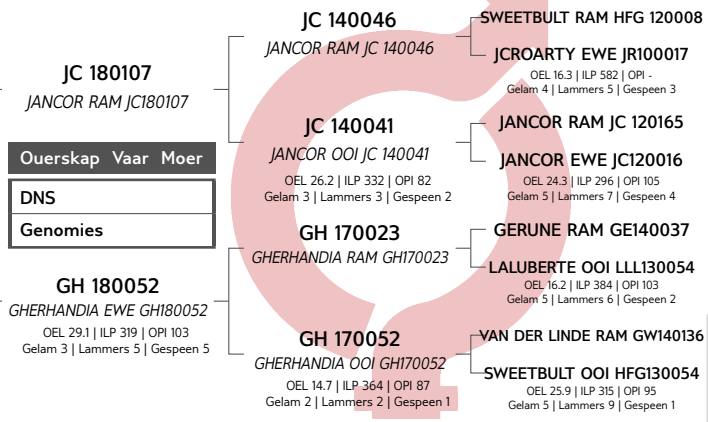 JC 180107
JANCOR RAM JC180107
Ouerskap Vaar Moer
DNS
Genomies
GH 180052
GHERHANDIA EWE GH180052
OEL 29.1 | ILP 319 | OPI 103
Gelam 3 | Lammers 5 | Gespeen 5
JC 140046
JANCOR RAM JC 140046
JC 140041
JANCOR OOI JC 140041
OEL 26.2 | ILP 332 | OPI 82
Gelam 3 | Lammers 3 | Gespeen 2
GH 170023
GHERHANDIA RAM GH170023
GH 170052
GHERHANDIA OOI GH170052
OEL 14.7 | ILP 364 | OPI 87
Gelam 2 | Lammers 2 | Gespeen 1
SWEETBULT RAM HFG 120008
JCROARTY EWE JR100017
OEL 16.3 | ILP 582 | OPI -
Gelam 4 | Lammers 5 | Gespeen 3
JANCOR RAM JC 120165
JANCOR EWE JC120016
OEL 24.3 | ILP 296 | OPI 105
Gelam 5 | Lammers 7 | Gespeen 4
GERUNE RAM GE140037
LALUBERTE OOI LLL130054
OEL 16.2 | ILP 384 | OPI 103
Gelam 5 | Lammers 6 | Gespeen 2
VAN DER LINDE RAM GW140136
SWEETBULT OOI HFG130054
OEL 25.9 | ILP 315 | OPI 95
Gelam 5 | Lammers 9 | Gespeen 1